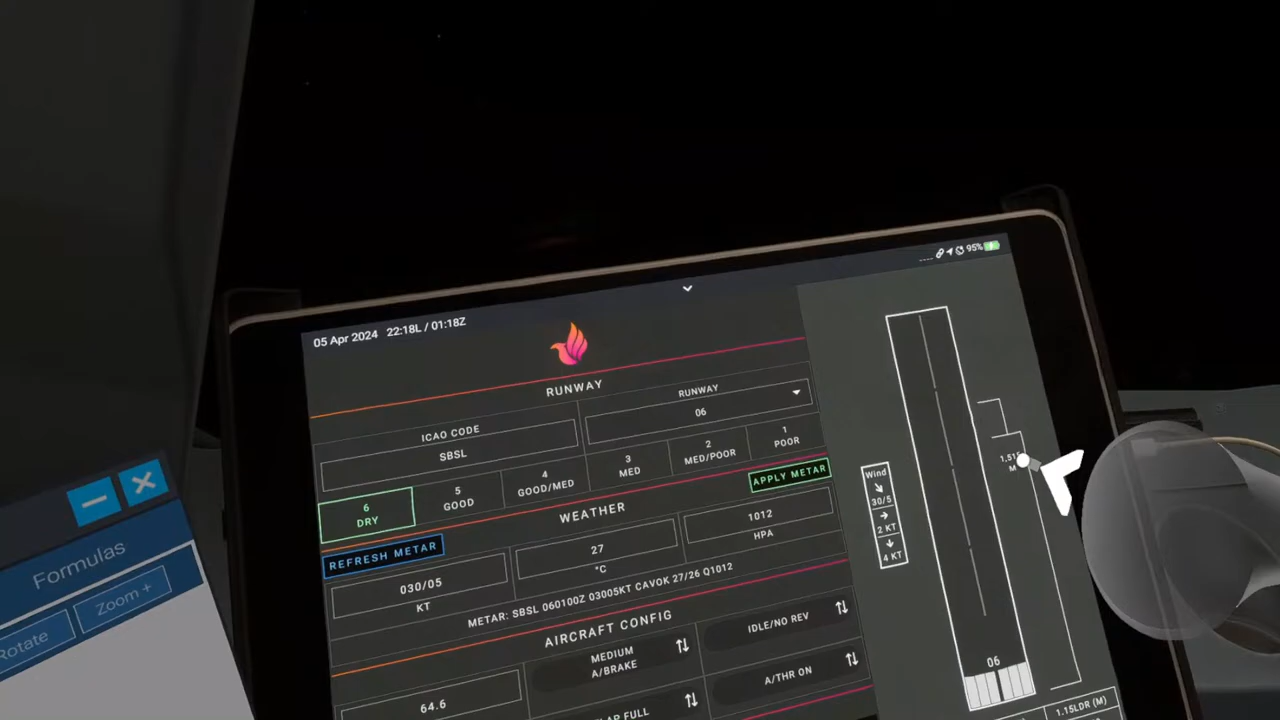 05 Apr 2024 22:18L / 01:18Z
95%
RUNWAY
ICAO CODE
SBSL
RUNWAY
06
6
DRY
5
GOOD
4
GOOD/MED
3
MED
2
MED/POOR
1
POOR
WEATHER
APPLY METAR
REFRESH METAR
030/05
KT
27
°C
1012
HPA
METAR: SBSL 060100Z 03005KT CAVOK 27/26 Q1012
AIRCRAFT CONFIG
64.6
MEDIUM
A/BRAKE
IDLE/NO REV
A/THR ON
FULL
Wind
30/5
2 KT
4 KT
M
06
1.15LDR (M)
Formulas
Rotate
Zoom +